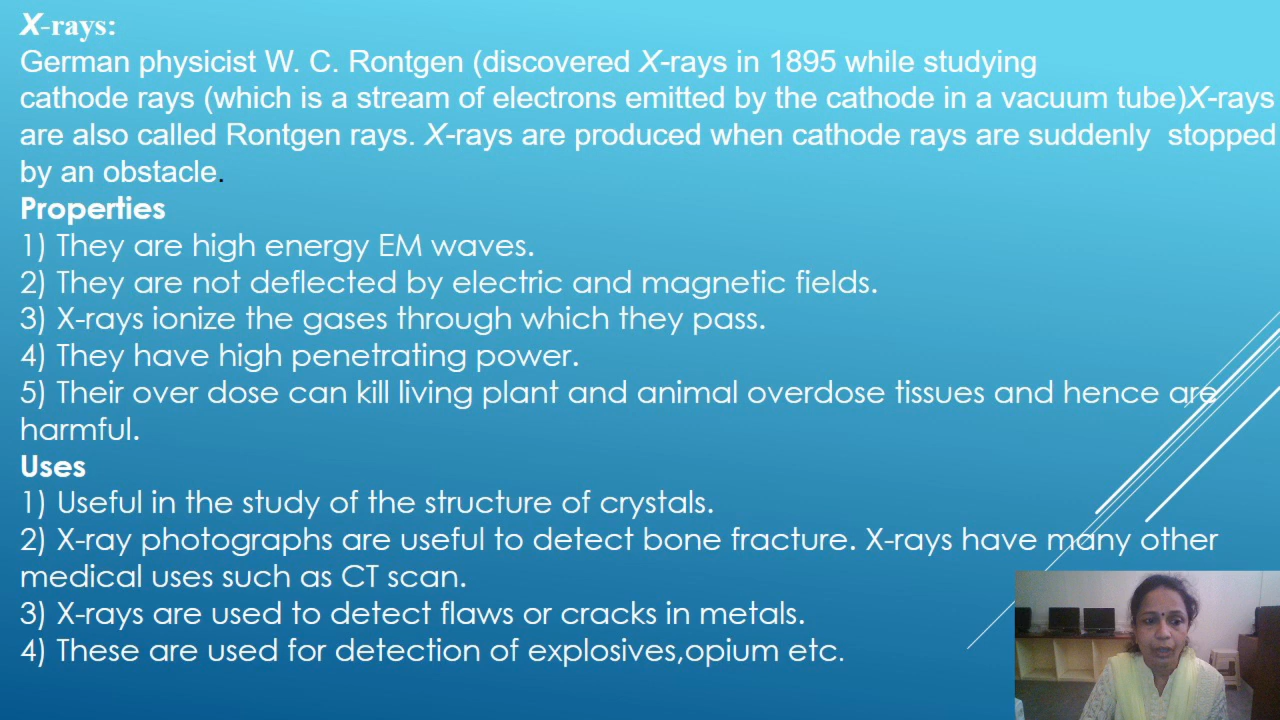 X-rays:
German physicist W. C. Rontgen (discovered X-rays in 1895 while studying
cathode rays (which is a stream of electrons emitted by the cathode in a vacuum tube)X-rays
are also called Rontgen rays. X-rays are produced when cathode rays are suddenly  stopped
by an obstacle.
Properties
1) They are high energy EM waves.
2) They are not deflected by electric and magnetic fields.
3) X-rays ionize the gases through which they pass.
4) They have high penetrating power.
5) Their over dose can kill living plant and animal overdose tissues and hence are
harmful.
Uses
1) Useful in the study of the structure of crystals.
2) X-ray photographs are useful to detect bone fracture. X-rays have many other
medical uses such as CT scan.
3) X-rays are used to detect flaws or cracks in metals.
4) These are used for detection of explosives,opium etc.